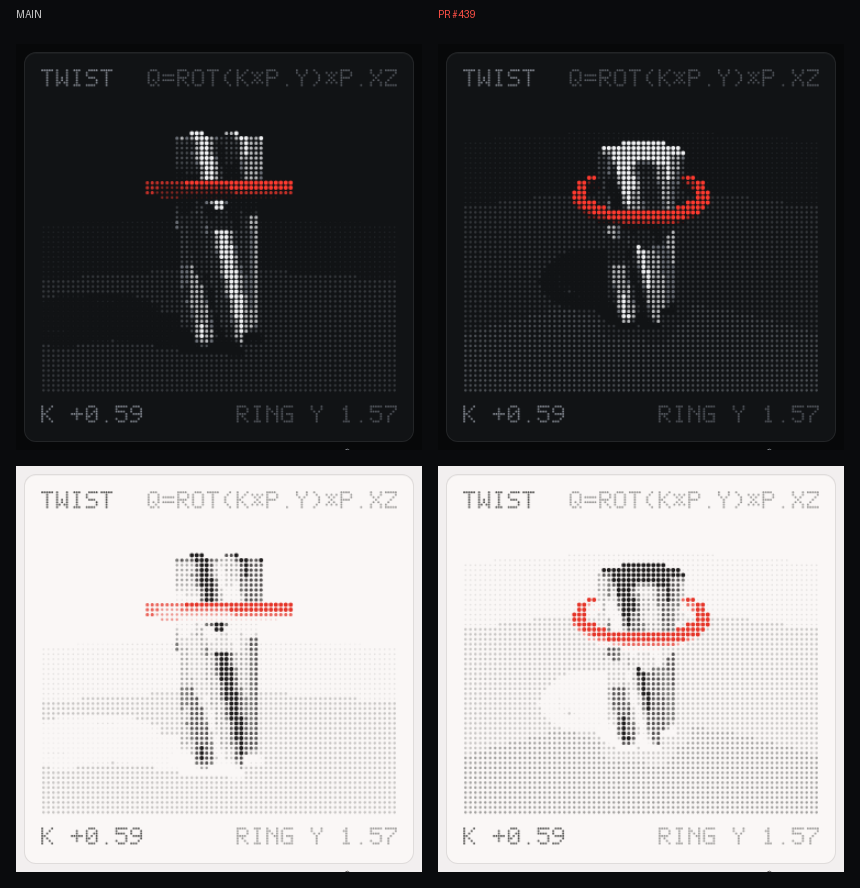 MAIN PR #439
TWIST Q=ROT(K*P.Y)*P.XZ TWIST Q=ROT(K*P.Y)*P.XZ
K +0.59 RING Y 1.57 K +0.59 RING Y 1.57
TWIST Q=ROT(K*P.Y)*P.XZ TWIST Q=ROT(K*P.Y)*P.XZ
K +0.59 RING Y 1.57 K +0.59 RING Y 1.57